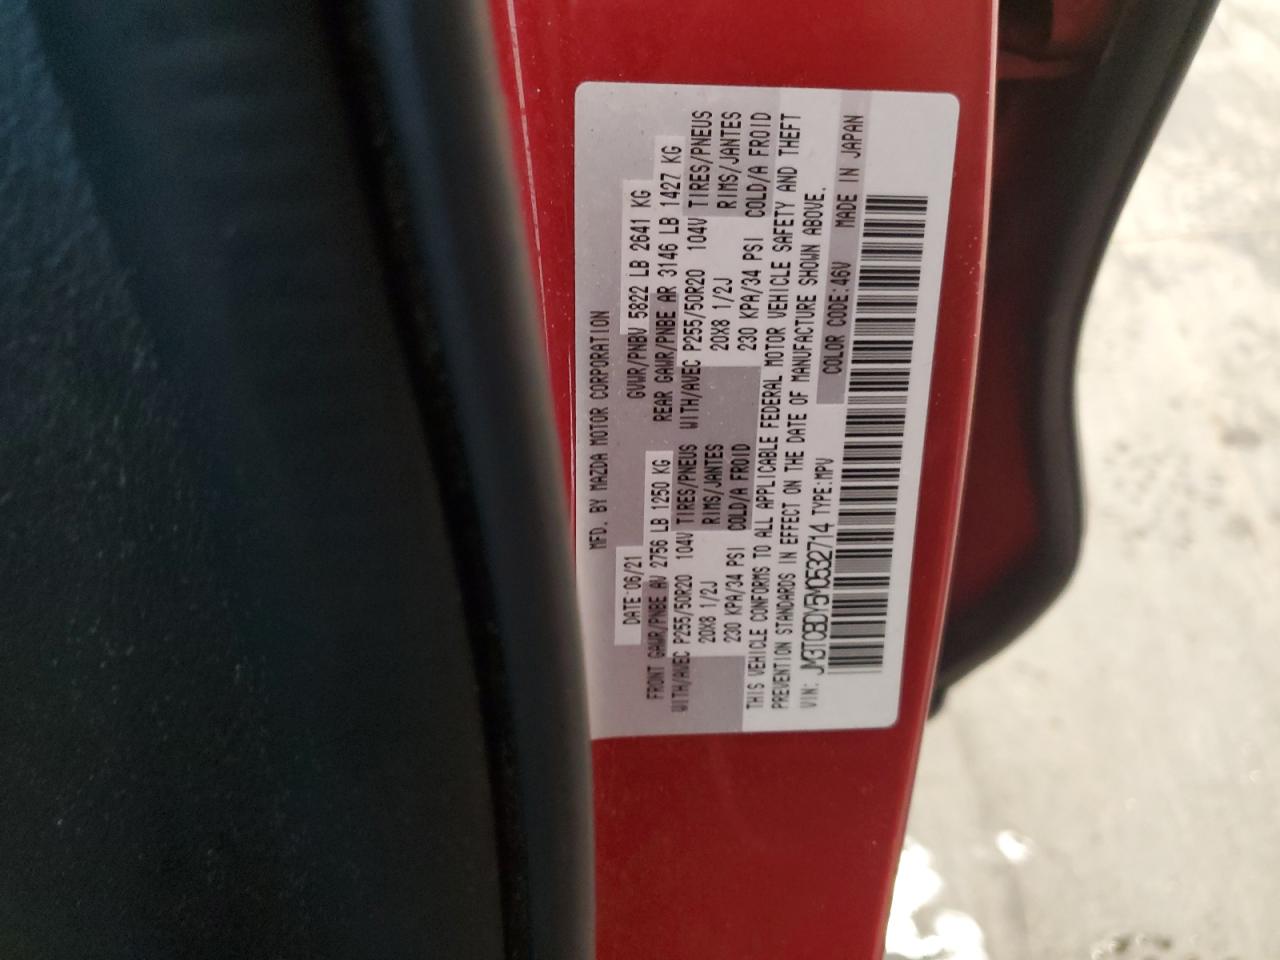 MFD. BY MAZDA MOTOR CORPORATION
DATE: 06/21 GVWR/PNBV 5822 LB 2641 KG
FRONT GAWR/PNBE AV 2756 LB 1250 KG REAR GAWR/PNBE AR 3146 LB 1427 KG
WITH/AVEC P255/50R20 104V TIRES/PNEUS WITH/AVEC P255/50R20 104V TIRES/PNEUS
20X8 1/2J RIMS/JANTES 20X8 1/2J RIMS/JANTES
230 KPA/34 PSI COLD/A FROID 230 KPA/34 PSI COLD/A FROID
THIS VEHICLE CONFORMS TO ALL APPLICABLE FEDERAL MOTOR VEHICLE SAFETY AND THEFT
PREVENTION STANDARDS IN EFFECT ON THE DATE OF MANUFACTURE SHOWN ABOVE.
VIN: JM3TCBDY5M0532714 TYPE:MPV COLOR CODE:46V MADE IN JAPAN